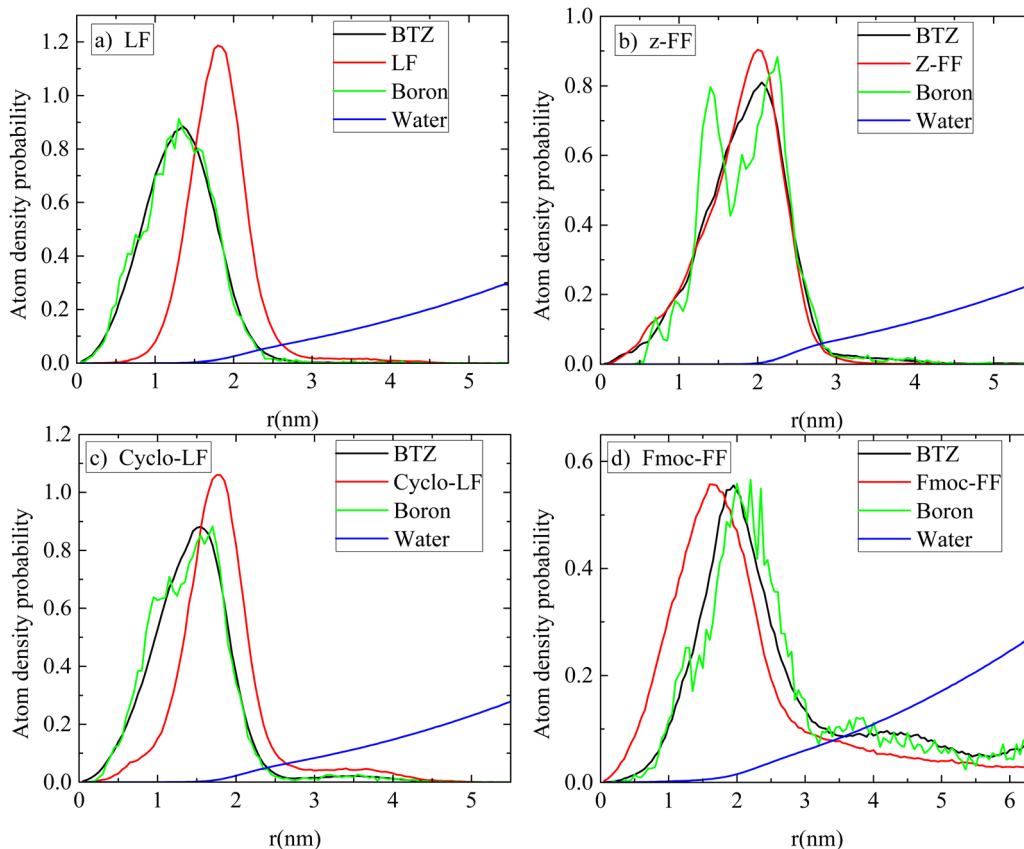 a) LF
BTZ
LF
Boron
Water
Atom density probability
1.2
1.0
0.8
0.6
0.4
0.2
0.0
0 1 2 3 4 5
r(nm)
b) z-FF
BTZ
Z-FF
Boron
Water
Atom density probability
1.0
0.8
0.6
0.4
0.2
0.0
0 1 2 3 4 5
r(nm)
c) Cyclo-LF
BTZ
Cyclo-LF
Boron
Water
Atom density probability
1.2
1.0
0.8
0.6
0.4
0.2
0.0
0 1 2 3 4 5
r(nm)
d) Fmoc-FF
BTZ
Fmoc-FF
Boron
Water
Atom density probability
0.6
0.4
0.2
0.0
0 1 2 3 4 5 6
r(nm)